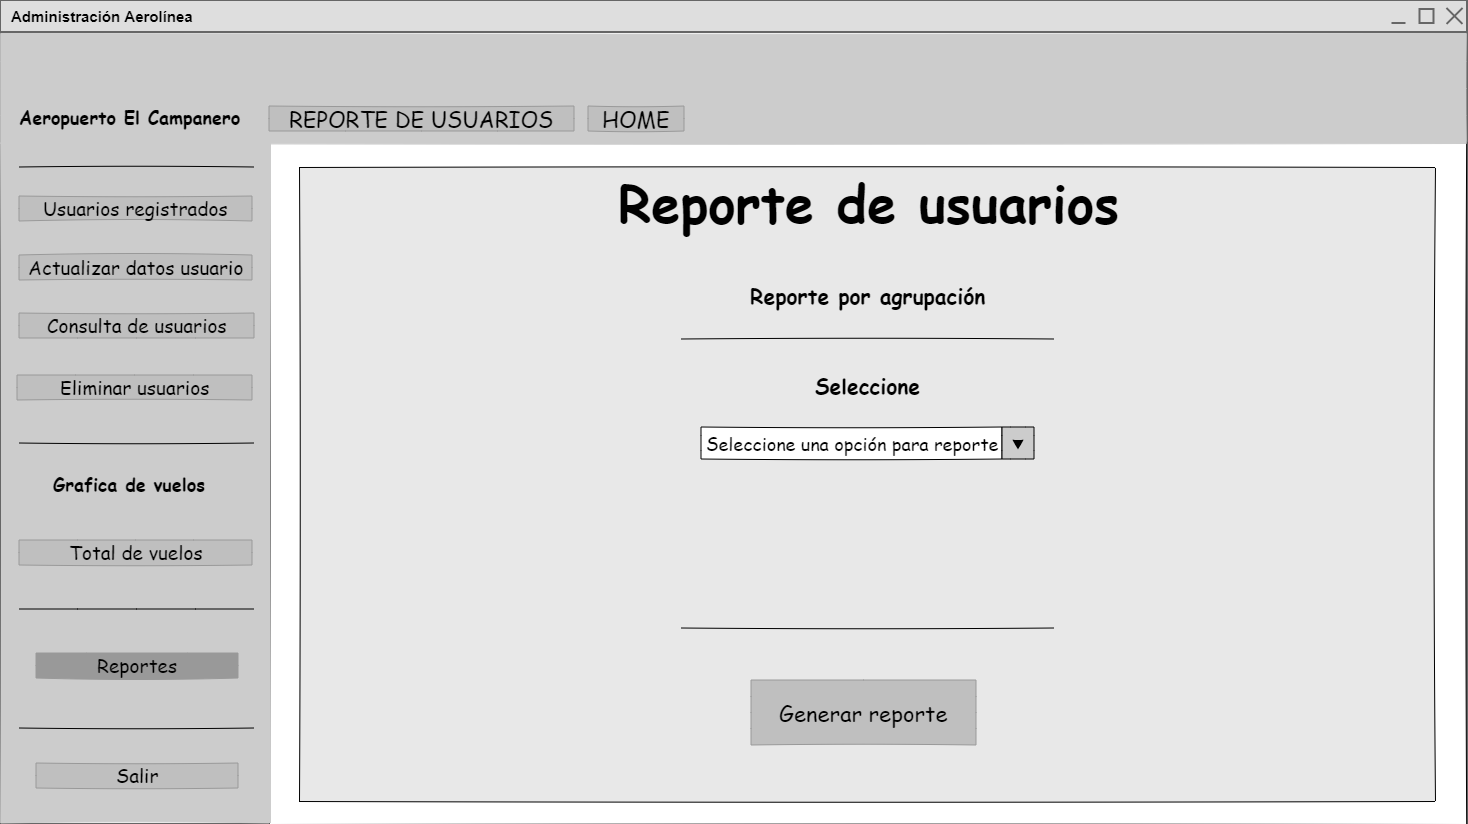 Administración Aerolínea
Aeropuerto El Campanero
REPORTE DE USUARIOS
HOME
Usuarios registrados
Actualizar datos usuario
Consulta de usuarios
Eliminar usuarios
Grafica de vuelos
Total de vuelos
Reportes
Salir
Reporte de usuarios
Reporte por agrupación
Seleccione
Seleccione una opción para reporte
Generar reporte